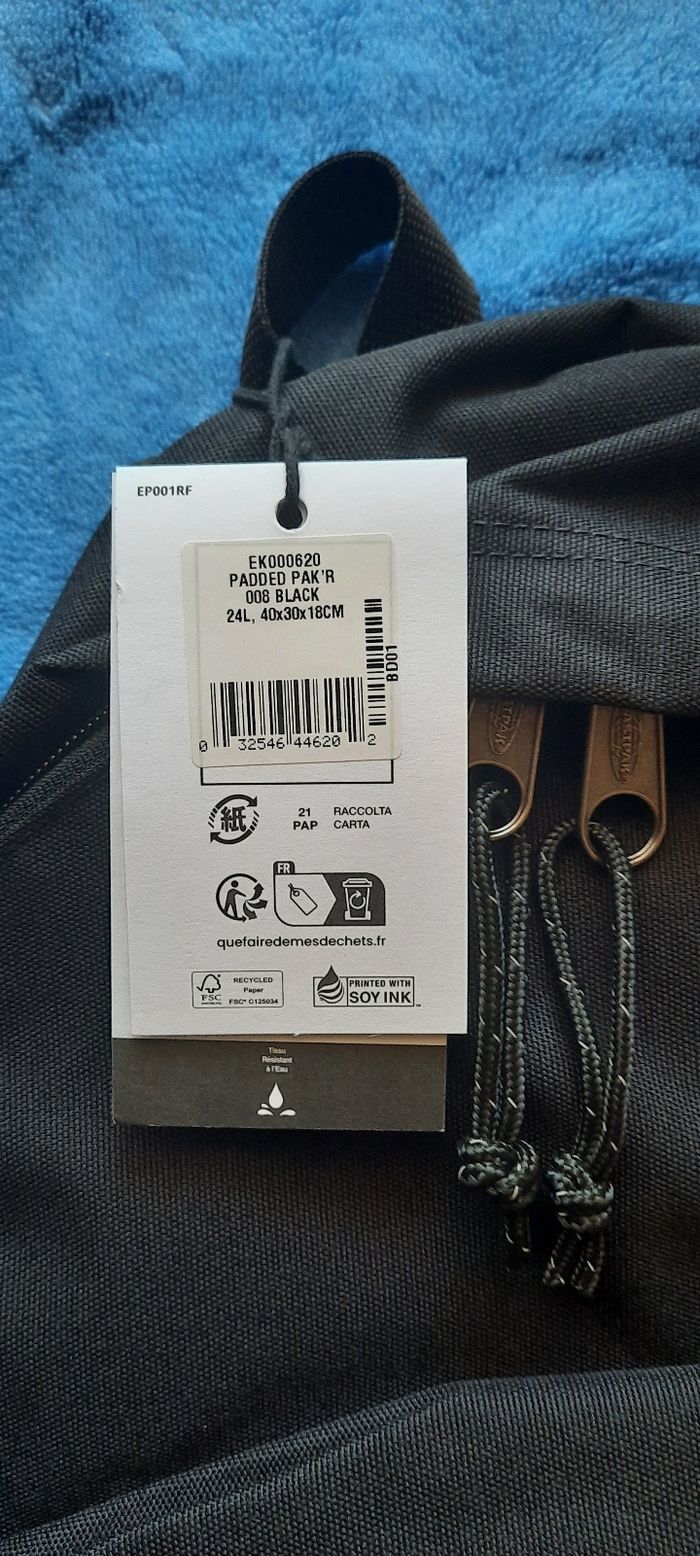 EP001RF
EK000620
PADDED PAK'R
008 BLACK
24L, 40x30x18CM
BD01
0 32546 44620 2
紙
21
PAP
RACCOLTA
CARTA
FR
quefairedemesdechets.fr
FSC
RECYCLED
Paper
FSC® C125034
PRINTED WITH
SOY INK™
Tissu
Résistant
à l'Eau